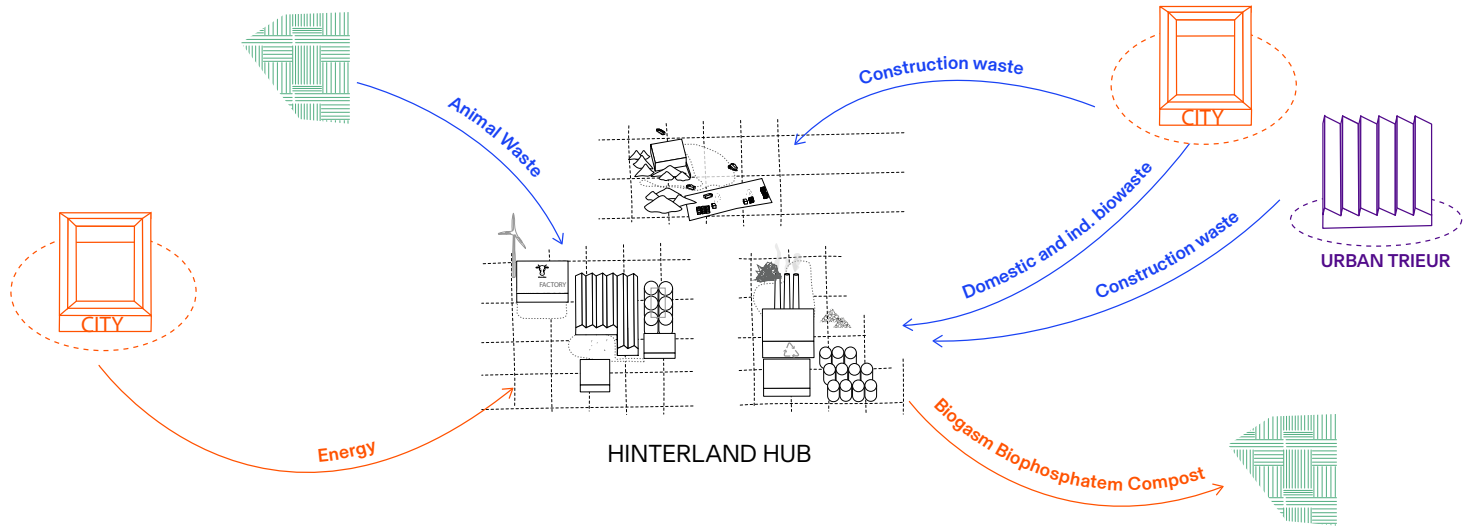 Construction waste
CITY
Animal Waste
URBAN TRIEUR
Domestic and ind. biowaste
Construction waste
FACTORY
CITY
Energy
HINTERLAND HUB
Biogasm Biophosphatem Compost